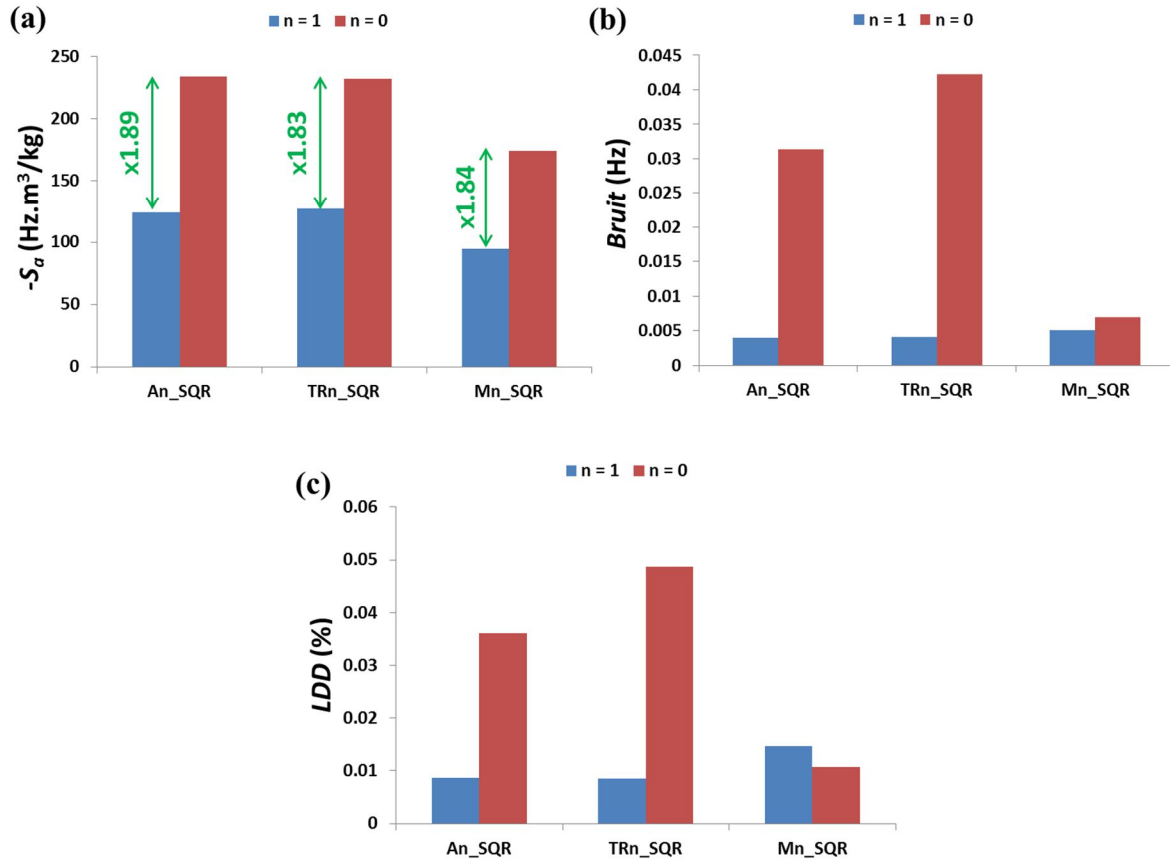 (a)
n = 1 n = 0
-Sₐ (Hz.m³/kg)
250
200
150
100
50
0
x1.89
x1.83
x1.84
An_SQR TRn_SQR Mn_SQR
(b)
n = 1 n = 0
Bruit (Hz)
0.045
0.04
0.035
0.03
0.025
0.02
0.015
0.01
0.005
0
An_SQR TRn_SQR Mn_SQR
(c)
n = 1 n = 0
LDD (%)
0.06
0.05
0.04
0.03
0.02
0.01
0
An_SQR TRn_SQR Mn_SQR